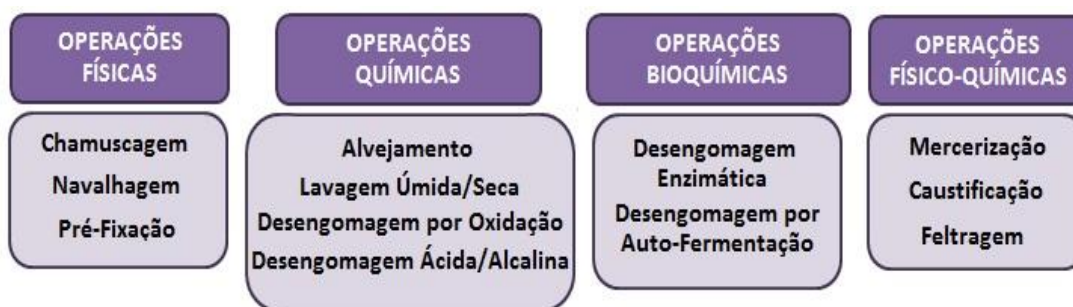 OPERAÇÕES
FÍSICAS
Chamuscagem
Navalhagem
Pré-Fixação
OPERAÇÕES
QUÍMICAS
Alvejamento
Lavagem Úmida/Seca
Desengomagem por Oxidação
Desengomagem Ácida/Alcalina
OPERAÇÕES
BIOQUÍMICAS
Desengomagem
Enzimática
Desengomagem por
Auto-Fermentação
OPERAÇÕES
FÍSICO-QUÍMICAS
Mercerização
Caustificação
Feltragem